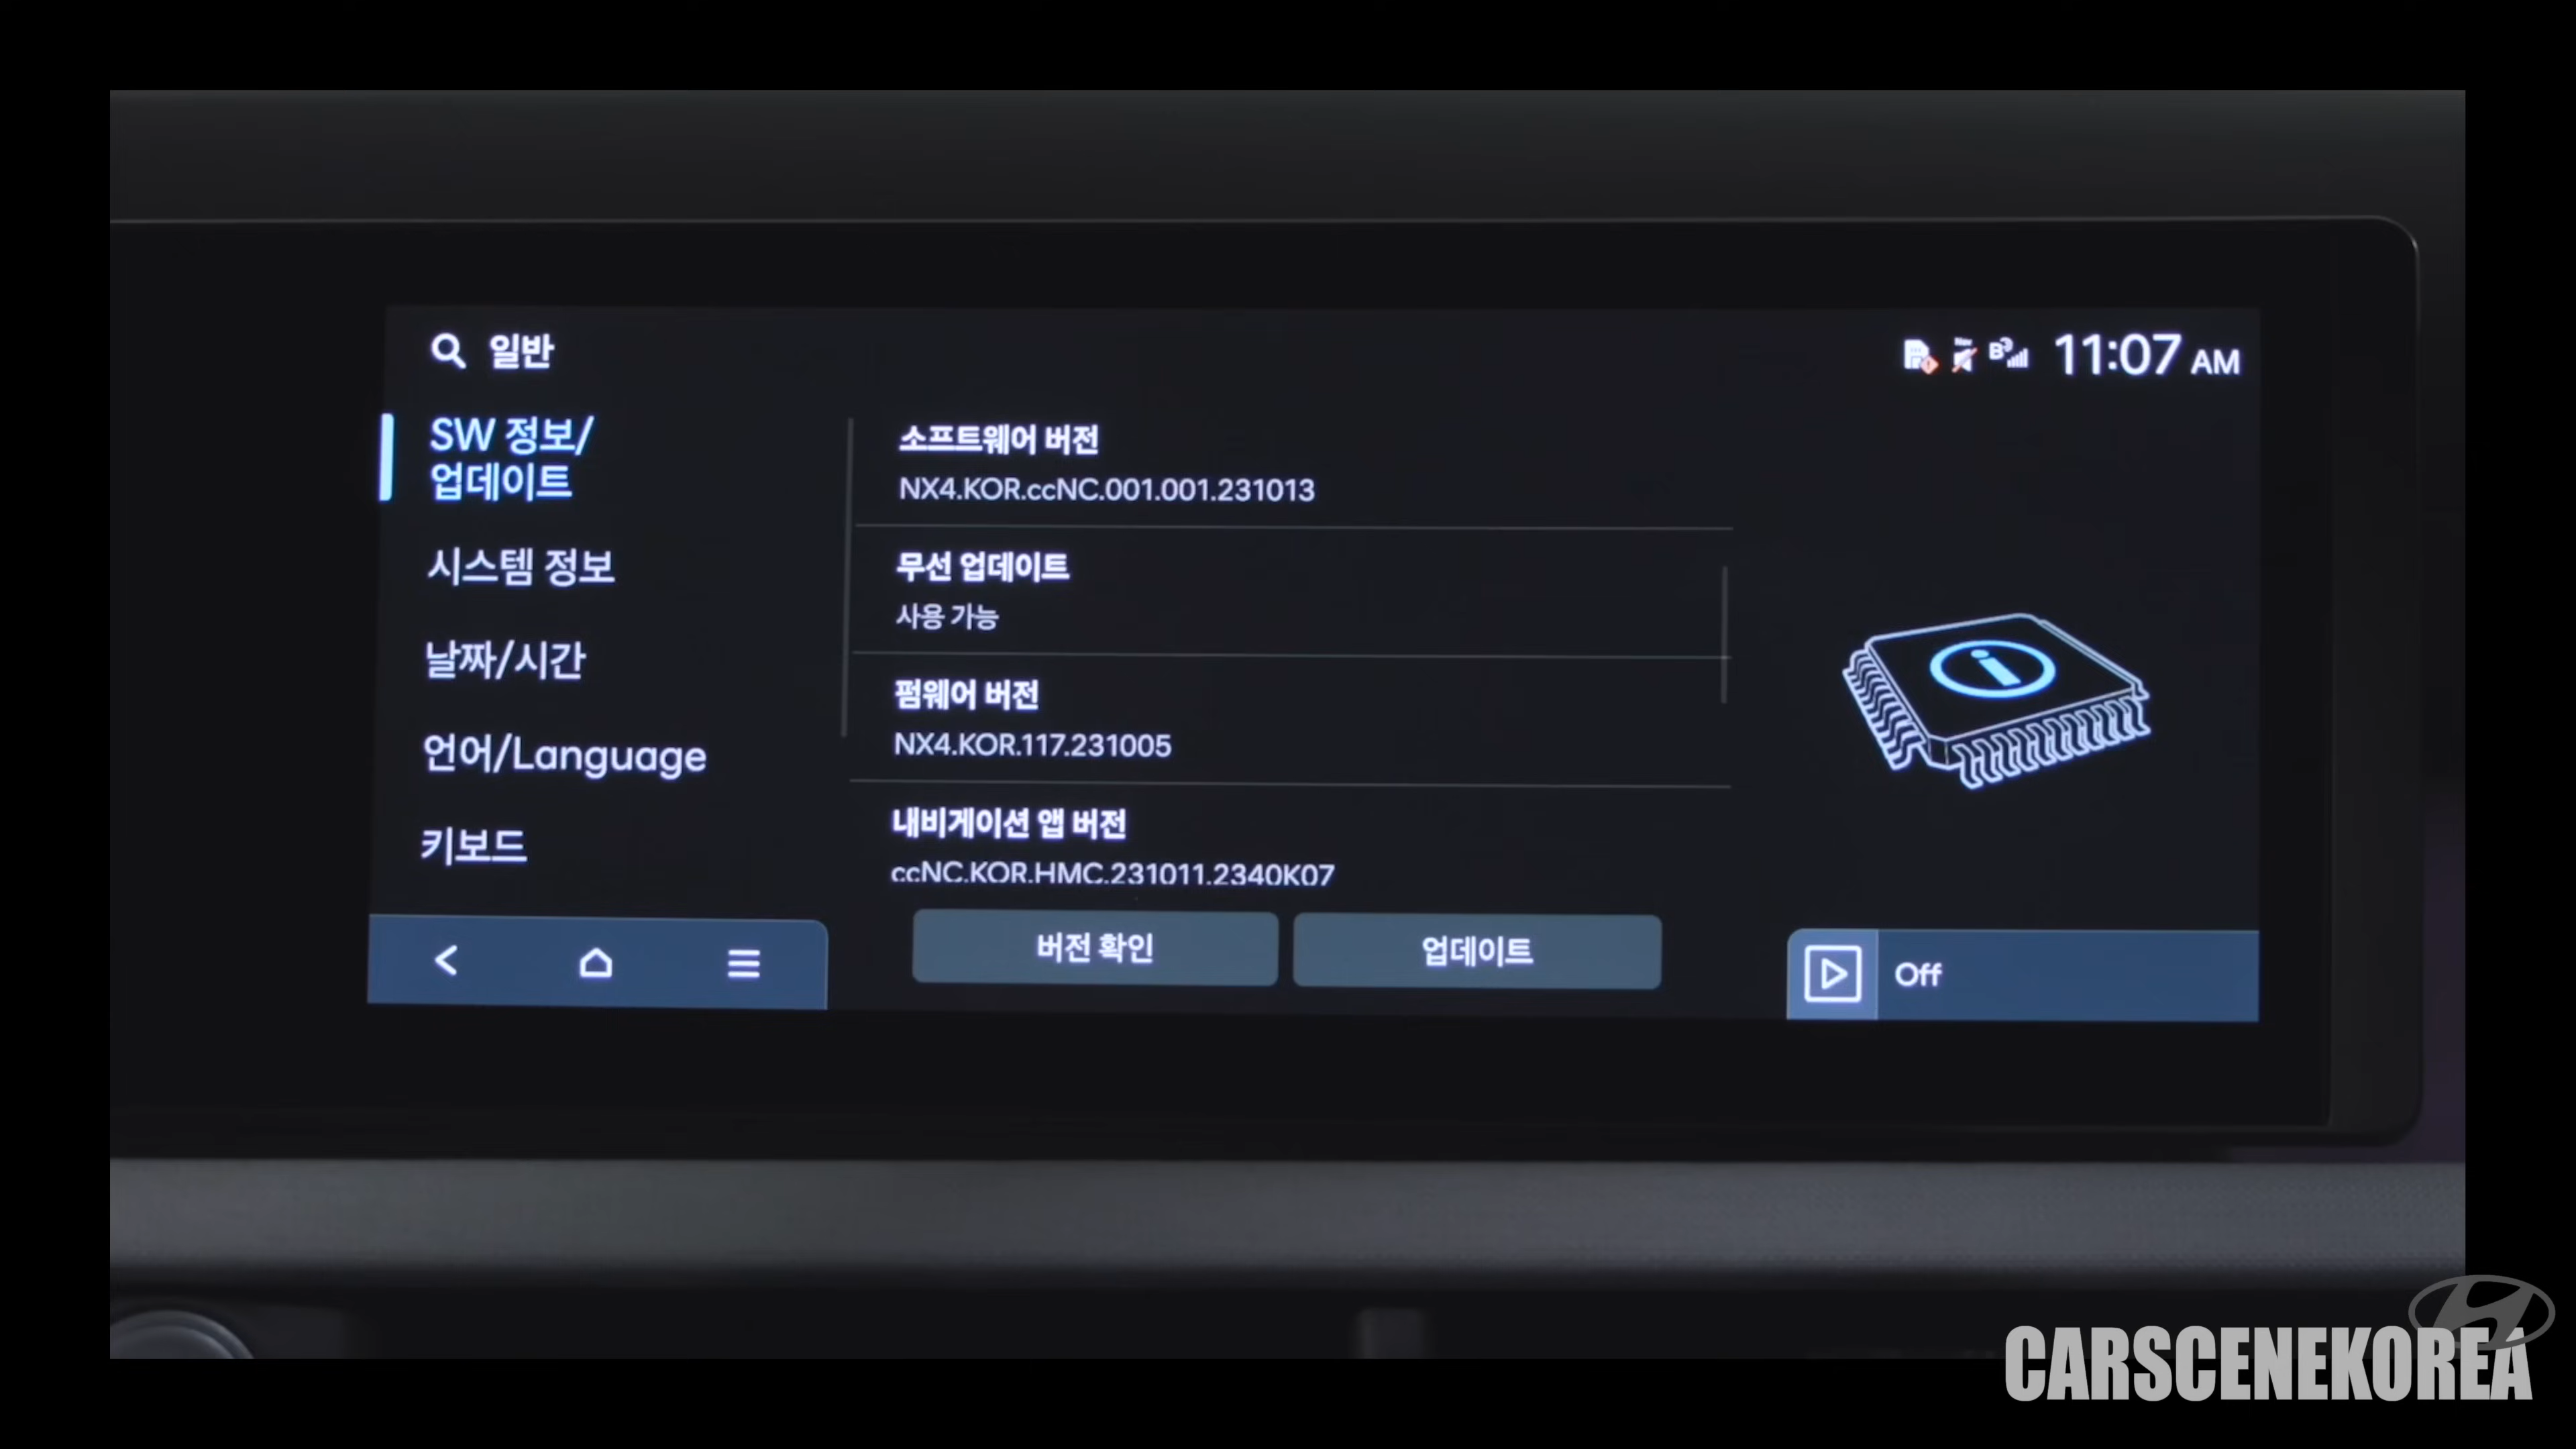 일반
11:07 AM
SW 정보/
업데이트
시스템 정보
날짜/시간
언어/Language
키보드
소프트웨어 버전
NX4.KOR.ccNC.001.001.231013
무선 업데이트
사용 가능
펌웨어 버전
NX4.KOR.117.231005
내비게이션 앱 버전
ccNC.KOR.HMC.231011.2340K07
버전 확인
업데이트
Off
CARSCENEKOREA